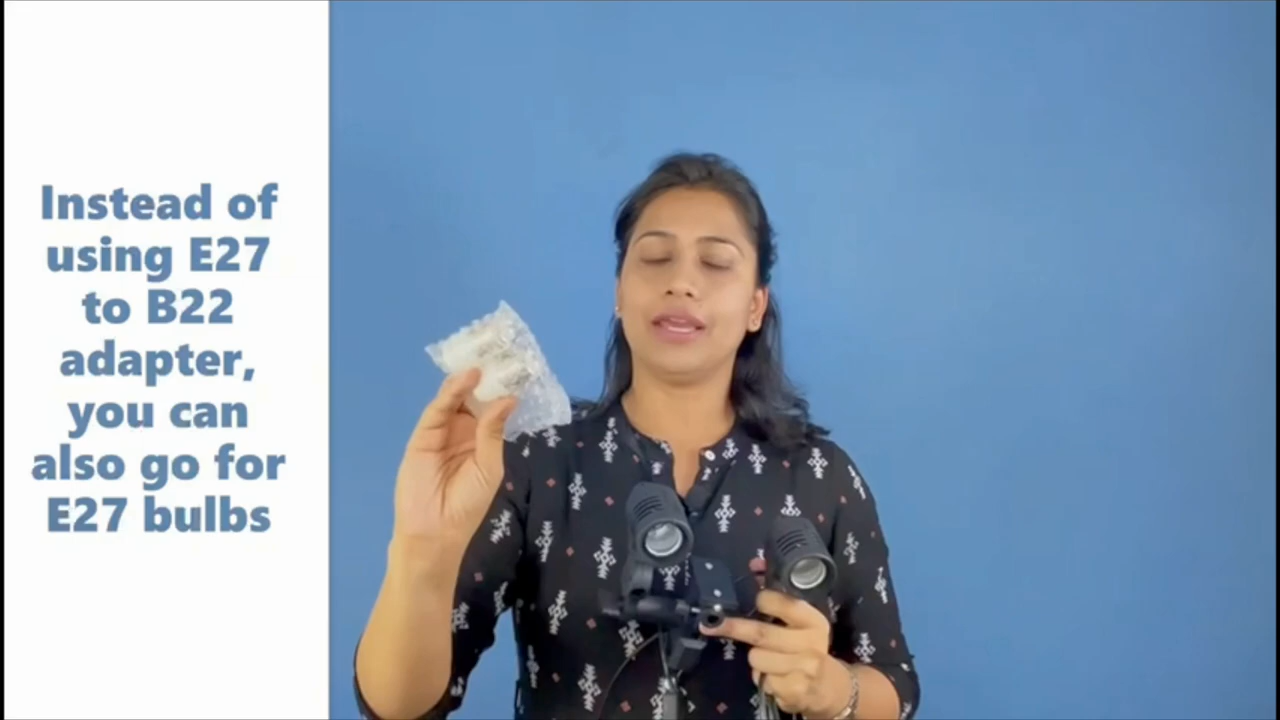 Instead of
using E27
to B22
adapter,
you can
also go for
E27 bulbs